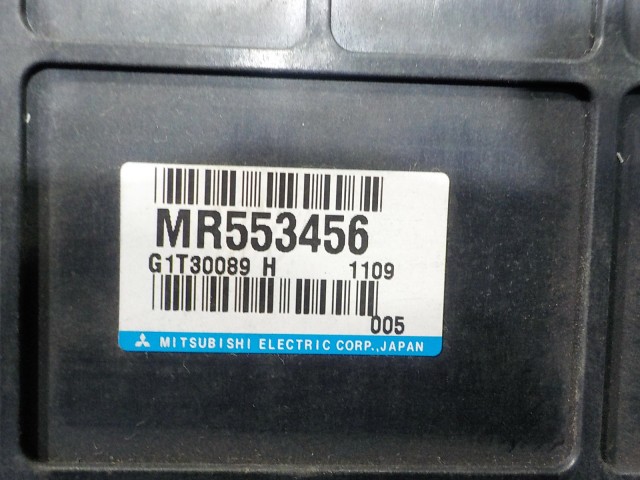 MR553456
G1T30089 H 1109
005
MITSUBISHI ELECTRIC CORP.,JAPAN